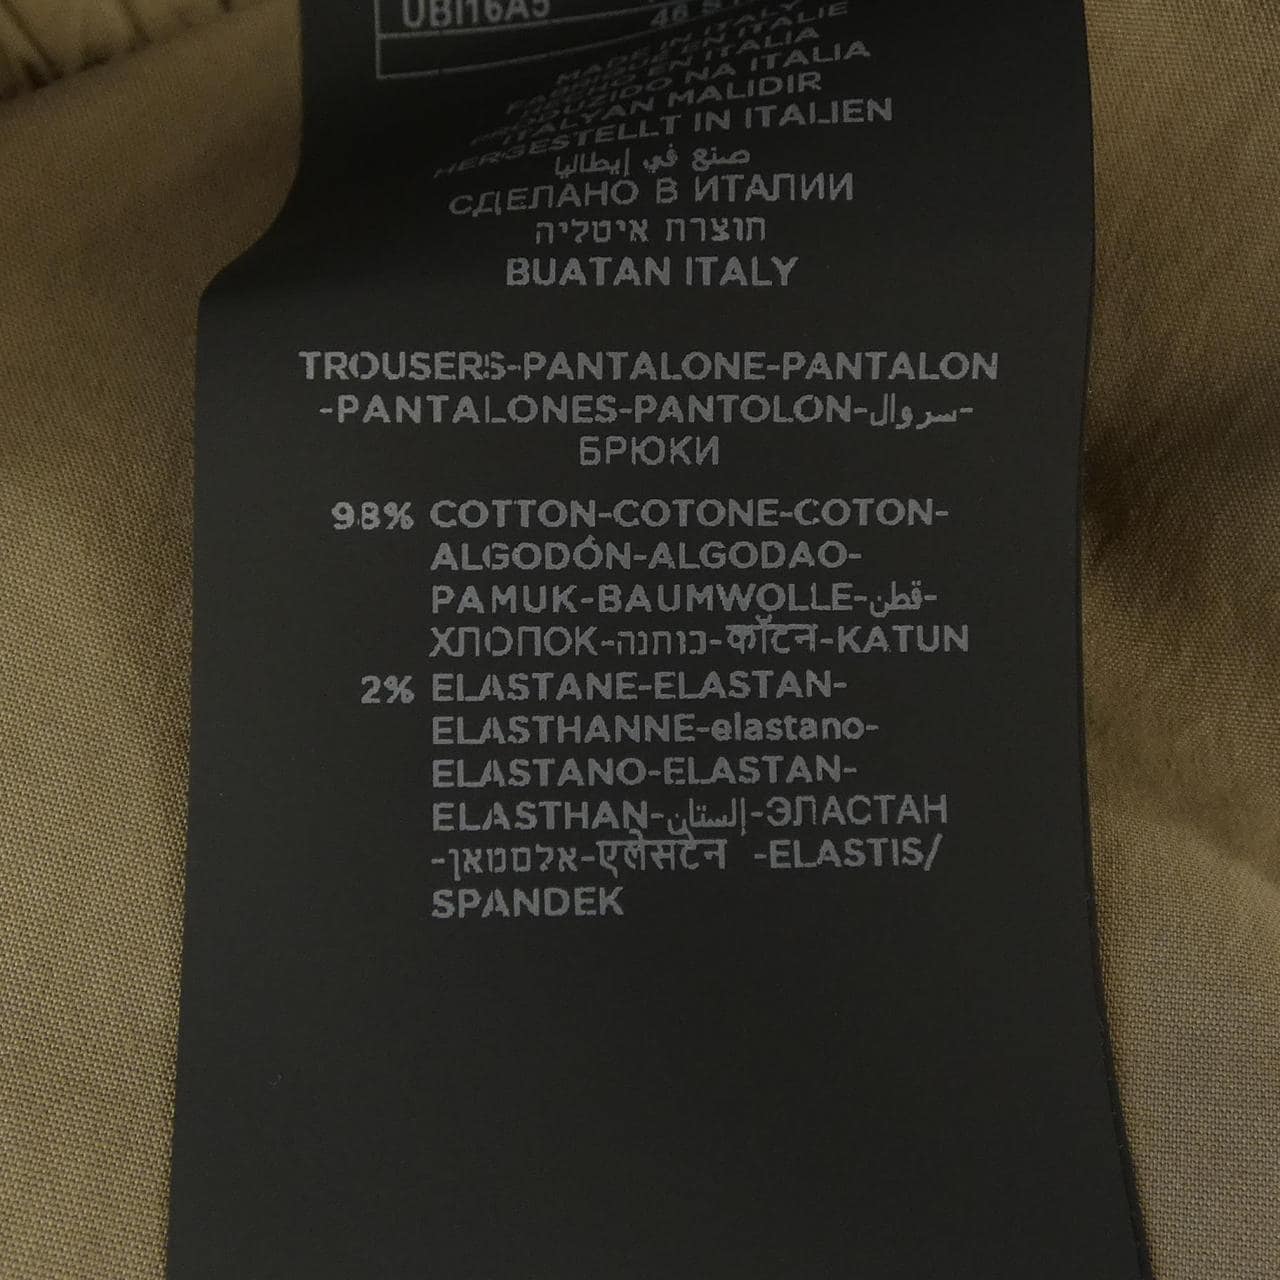 UBI16A5
MADE IN ITALY
HERGESTELLT IN ITALIEN
صنع في إيطاليا
СДЕЛАНО В ИТАЛИИ
תוצרת איטליה
BUATAN ITALY
TROUSERS-PANTALONE-PANTALON
-PANTALONES-PANTOLON-سروال-
БРЮКИ
98% COTTON-COTONE-COTON-
ALGODÓN-ALGODAO-
PAMUK-BAUMWOLLE-قطن-
ХЛОПОК-כותנה-कॉटन-KATUN
2% ELASTANE-ELASTAN-
ELASTHANNE-elastano-
ELASTANO-ELASTAN-
ELASTHAN-إلستان-ЭЛАСТАН
-אלסטאן-एलेसटेन -ELASTIS/
SPANDEK